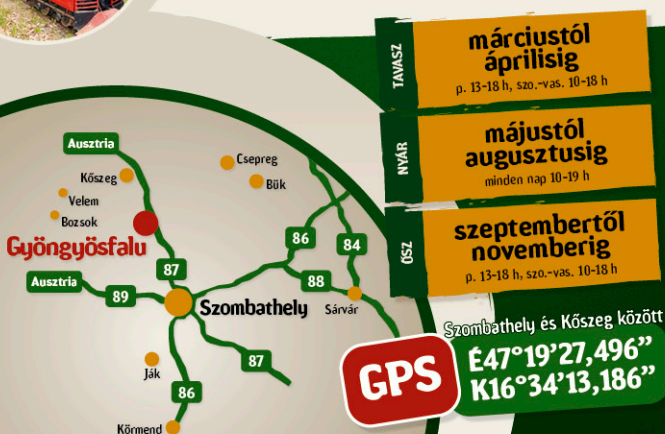 TAVASZ
márciustól
áprilisig
p. 13-18 h, szo.-vas. 10-18 h
NYÁR
májustól
augusztusig
minden nap 10-19 h
ŐSZ
szeptembertől
novemberig
p. 13-18 h, szo.-vas. 10-18 h
Ausztria
Csepreg
Kőszeg
Bük
Velem
Bozsok
Gyöngyösfalu
86
84
87
Ausztria
89
88
Szombathely
Sárvár
87
Ják
86
Körmend
Szombathely és Kőszeg között
GPS
É47°19'27,496”
K16°34'13,186”